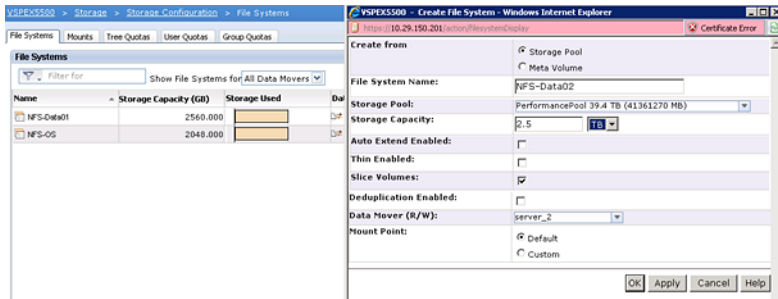 VSPEX5500 > Storage > Storage Configuration > File Systems
File Systems Mounts Tree Quotas User Quotas Group Quotas
File Systems
Filter for Show File Systems for All Data Movers
Name Storage Capacity (GB) Storage Used
NFS-Data01 2560.000
NFS-OS 2048.000
VSPEX5500 - Create File System - Windows Internet Explorer
https://10.29.150.201/action/filesystemDisplay Certificate Error
Create from
Storage Pool
Meta Volume
File System Name: NFS-Data02
Storage Pool: PerformancePool 39.4 TB (41361270 MB)
Storage Capacity: 2.5 TB
Auto Extend Enabled:
Thin Enabled:
Slice Volumes:
Deduplication Enabled:
Data Mover (R/W): server_2
Mount Point:
Default
Custom
OK Apply Cancel Help